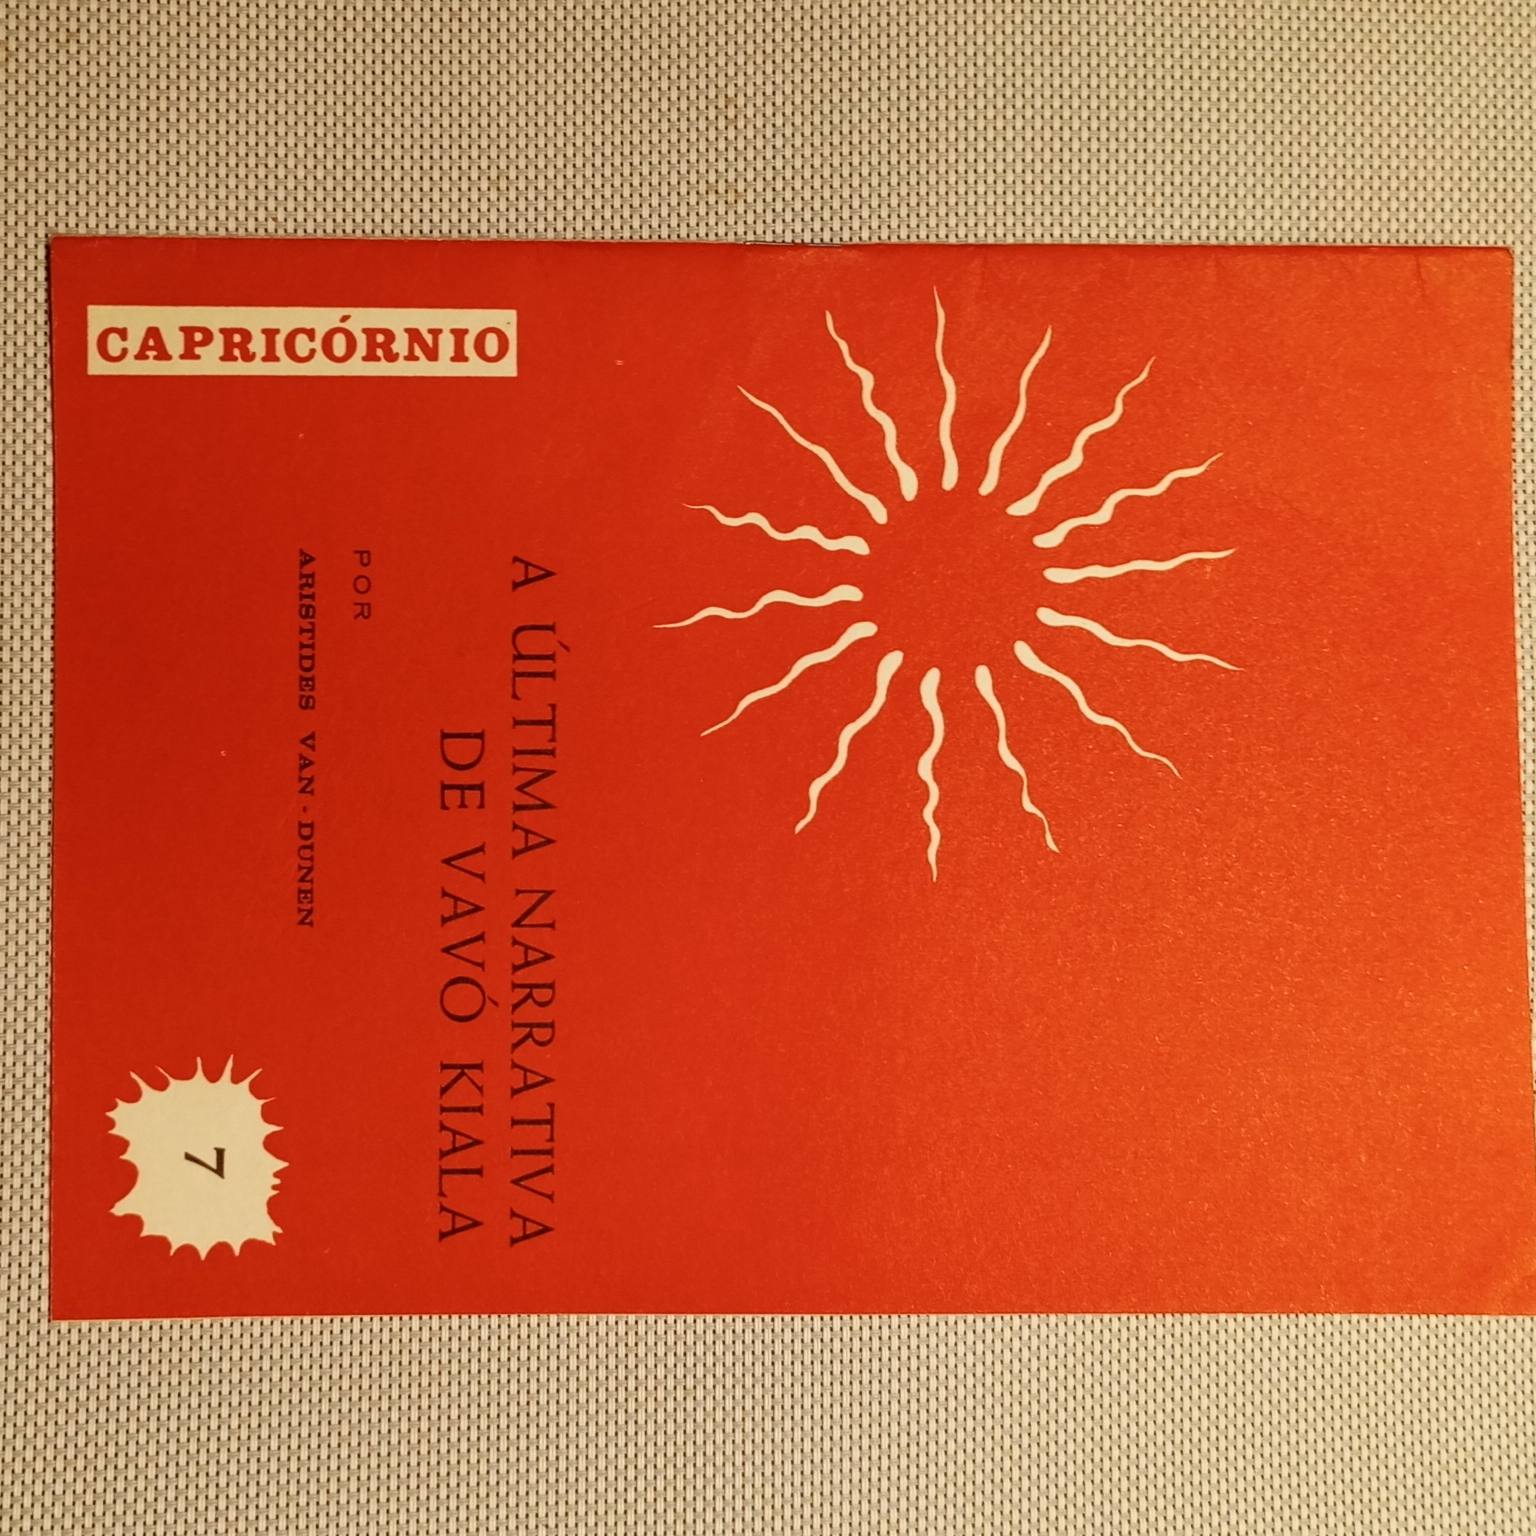 A ÚLTIMA NARRATIVA
DE VAVÓ KIALA
POR
ARISTIDES VAN-DUNEN
7
CAPRICÓRNIO